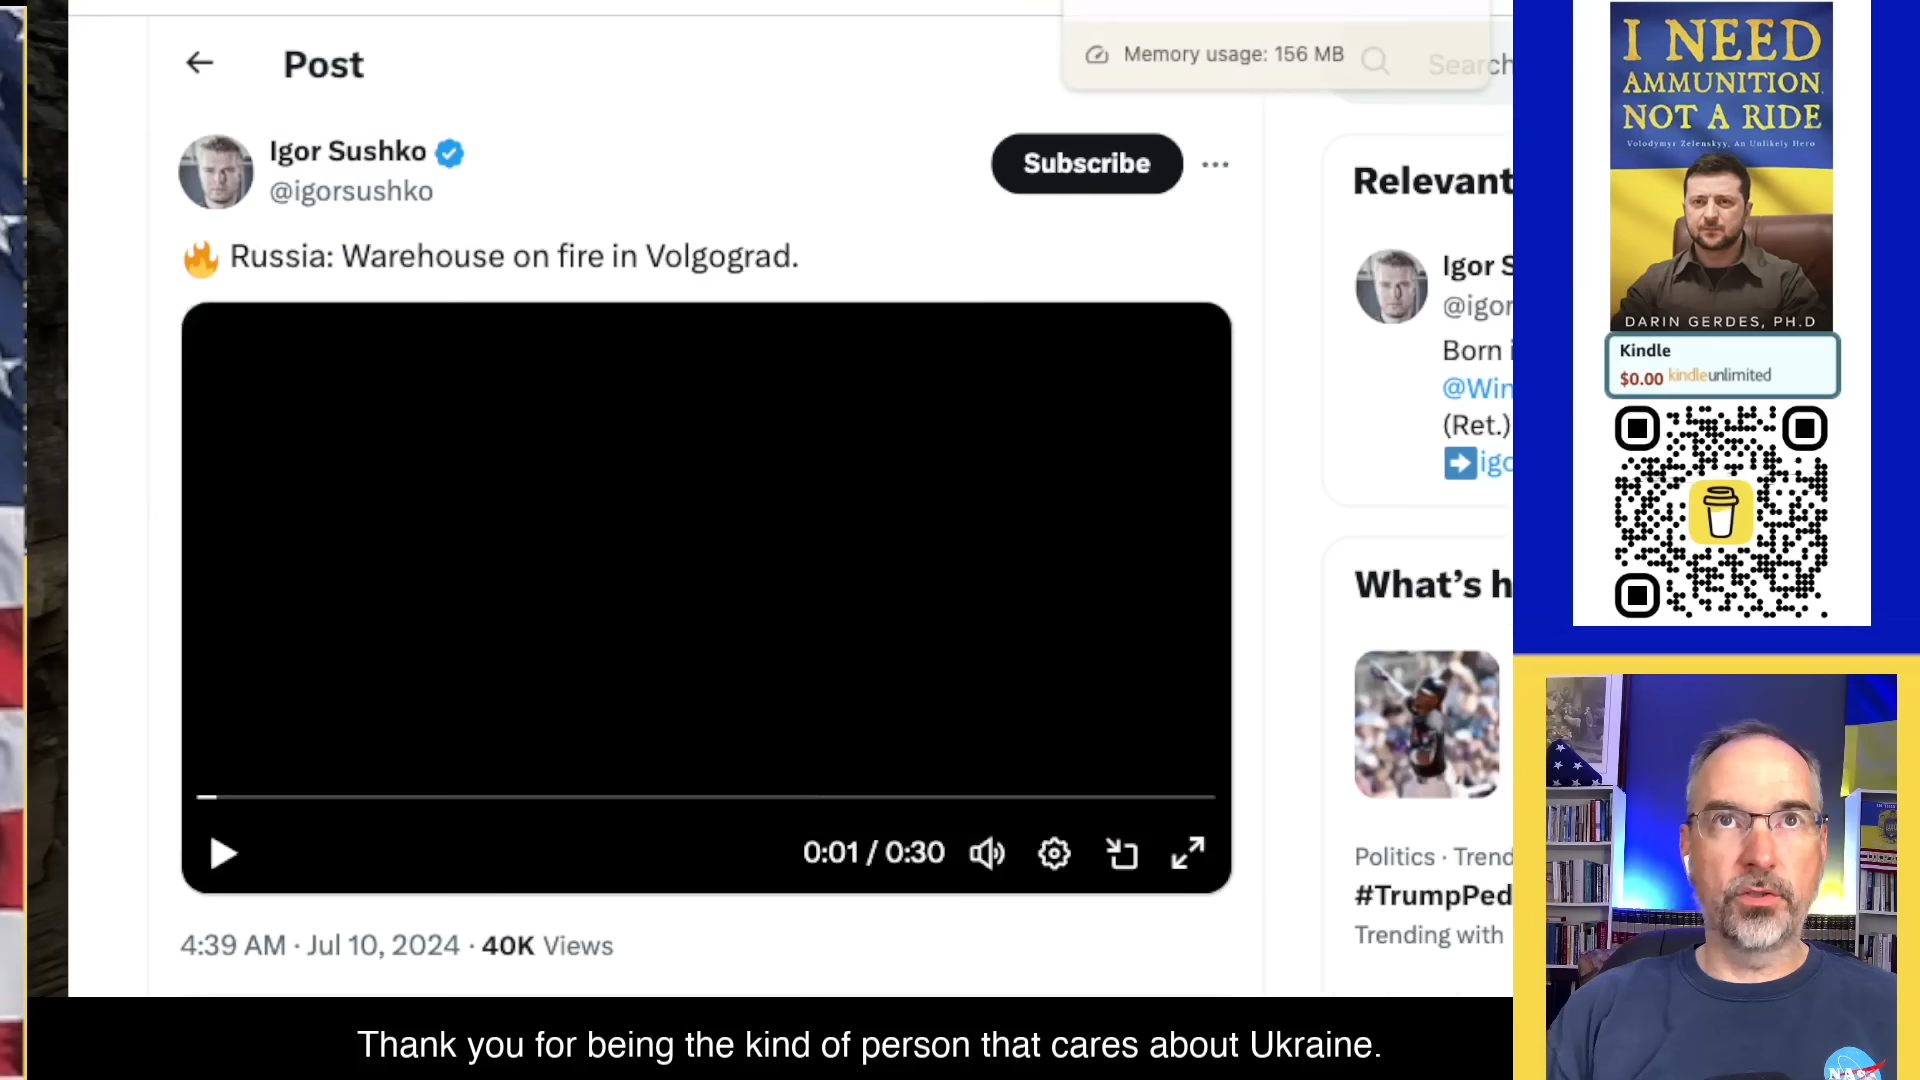 Memory usage: 156 MB
Search
Post
Igor Sushko
@igorsushko
Subscribe
🔥 Russia: Warehouse on fire in Volgograd.
0:01 / 0:30
4:39 AM · Jul 10, 2024 · 40K Views
Relevant
Igor S
@igor
Born i
@Win
(Ret.)
➡igo
What’s h
Politics · Trend
#TrumpPed
Trending with
I NEED
AMMUNITION,
NOT A RIDE
Volodymyr Zelenskyy, An Unlikely Hero
DARIN GERDES, PH.D
Kindle
$0.00 kindleunlimited
NASA
Thank you for being the kind of person that cares about Ukraine.